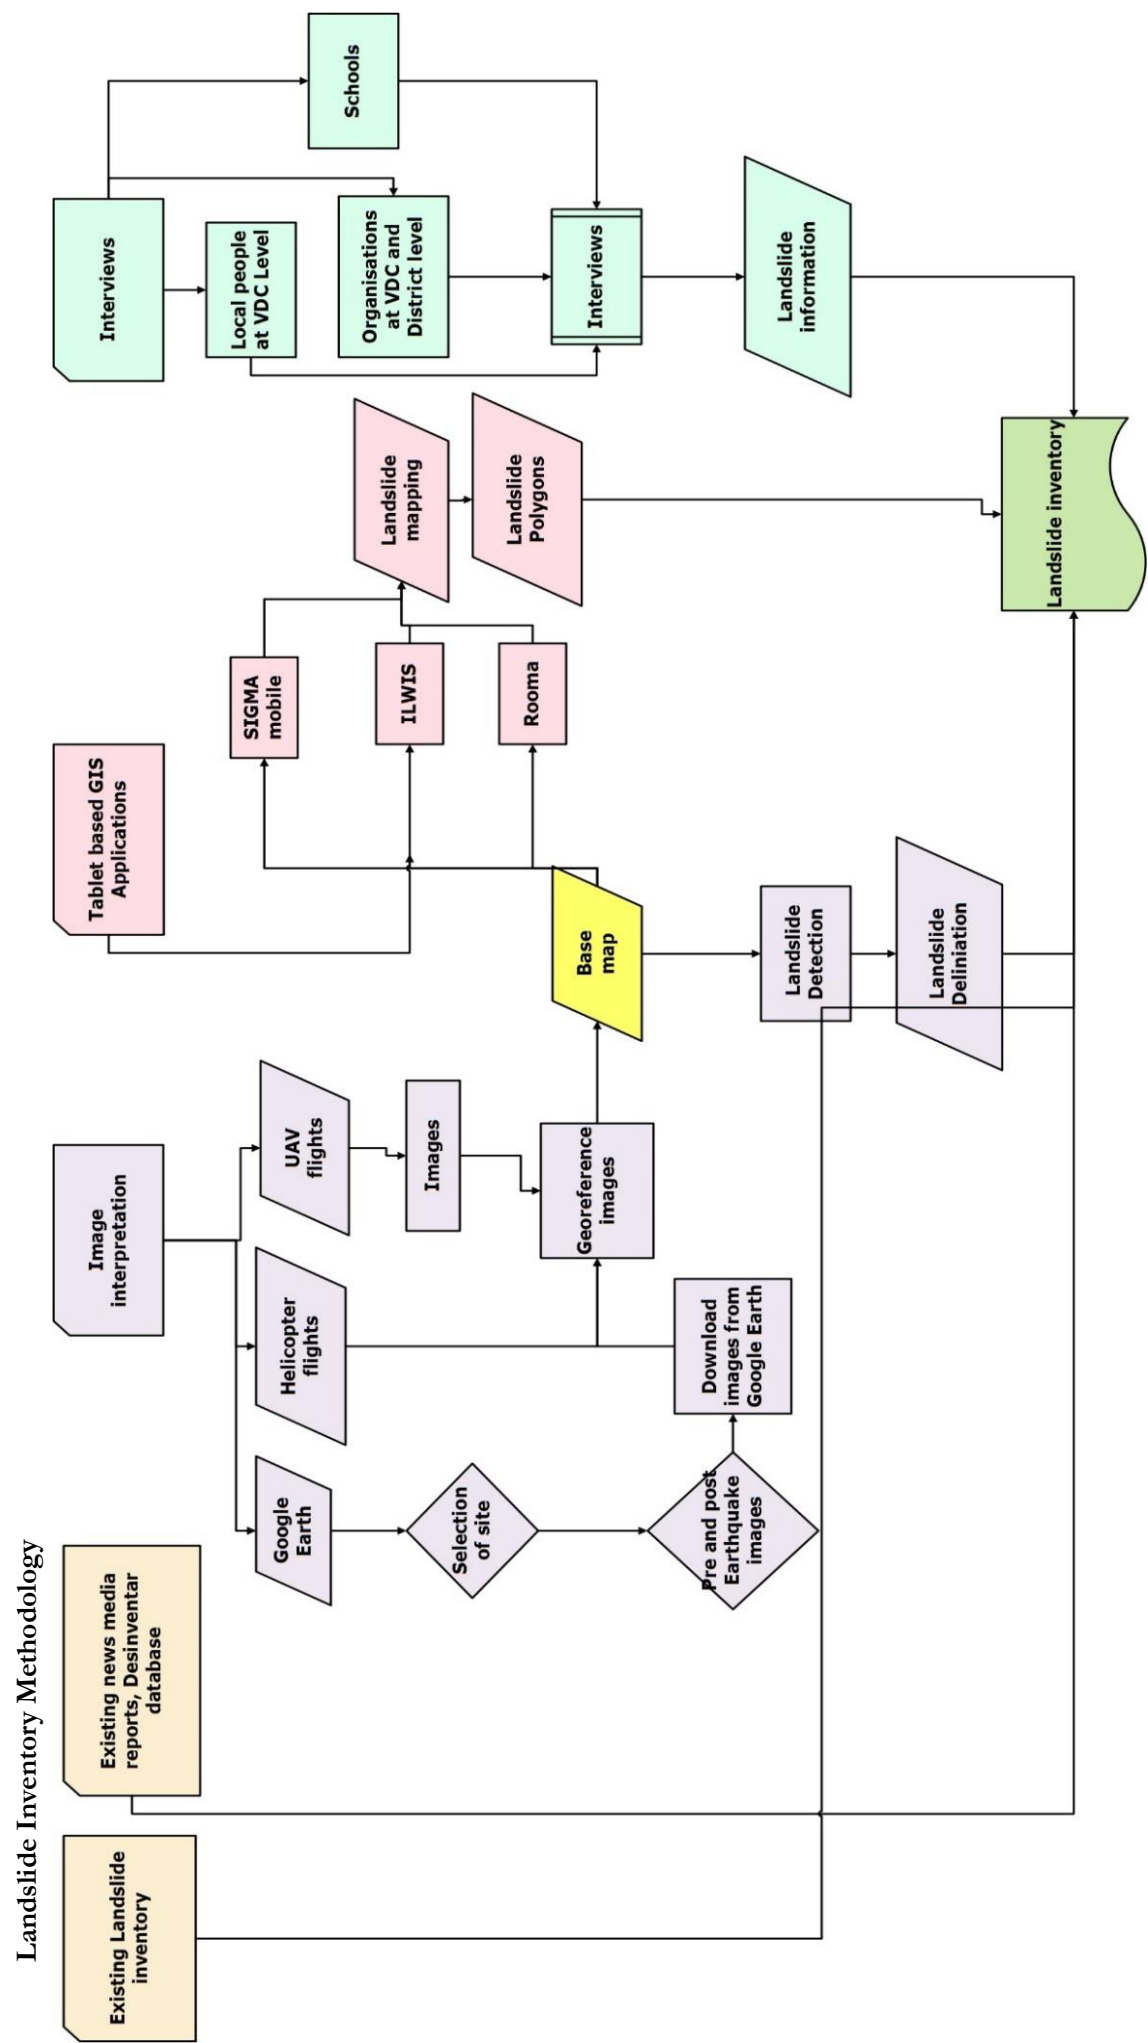 Landslide Inventory Methodology
Existing Landslide
inventory
Existing news media
reports, Desinventar
database
Image
interpretation
Tablet based GIS
Applications
Interviews
Google
Earth
Helicopter
flights
UAV
flights
SIGMA
mobile
Local people
at VDC Level
Schools
Selection
of site
Images
ILWIS
Landslide
mapping
Organisations
at VDC and
District level
Georeference
images
Rooma
Landslide
Polygons
Interviews
Pre and post
Earthquake
images
Download
images from
Google Earth
Base
map
Landslide
Detection
Landslide
information
Landslide
Deliniation
Landslide inventory